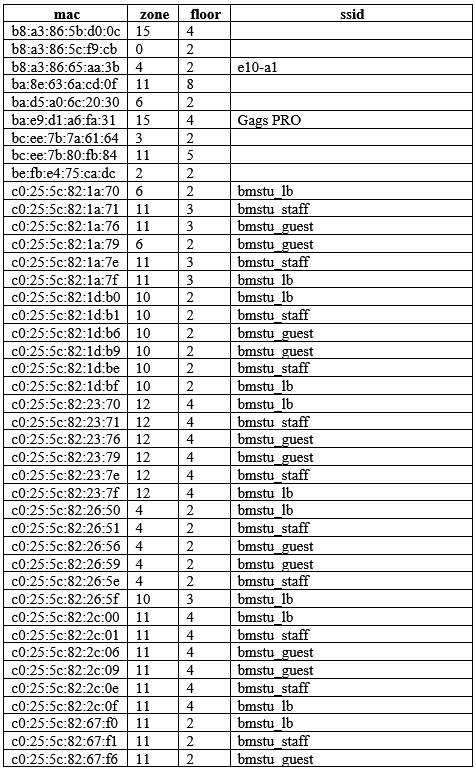 mac zone floor ssid
b8:a3:86:5b:d0:0c 15 4
b8:a3:86:5c:f9:cb 0 2
b8:a3:86:65:aa:3b 4 2 e10-a1
ba:8e:63:6a:cd:0f 11 8
ba:d5:a0:6c:20:30 6 2
ba:e9:d1:a6:fa:31 15 4 Gags PRO
bc:ee:7b:7a:61:64 3 2
bc:ee:7b:80:fb:84 11 5
be:fb:e4:75:ca:dc 2 2
c0:25:5c:82:1a:70 6 2 bmstu_lb
c0:25:5c:82:1a:71 11 3 bmstu_staff
c0:25:5c:82:1a:76 11 3 bmstu_guest
c0:25:5c:82:1a:79 6 2 bmstu_guest
c0:25:5c:82:1a:7e 11 3 bmstu_staff
c0:25:5c:82:1a:7f 11 3 bmstu_lb
c0:25:5c:82:1d:b0 10 2 bmstu_lb
c0:25:5c:82:1d:b1 10 2 bmstu_staff
c0:25:5c:82:1d:b6 10 2 bmstu_guest
c0:25:5c:82:1d:b9 10 2 bmstu_guest
c0:25:5c:82:1d:be 10 2 bmstu_staff
c0:25:5c:82:1d:bf 10 2 bmstu_lb
c0:25:5c:82:23:70 12 4 bmstu_lb
c0:25:5c:82:23:71 12 4 bmstu_staff
c0:25:5c:82:23:76 12 4 bmstu_guest
c0:25:5c:82:23:79 12 4 bmstu_guest
c0:25:5c:82:23:7e 12 4 bmstu_staff
c0:25:5c:82:23:7f 12 4 bmstu_lb
c0:25:5c:82:26:50 4 2 bmstu_lb
c0:25:5c:82:26:51 4 2 bmstu_staff
c0:25:5c:82:26:56 4 2 bmstu_guest
c0:25:5c:82:26:59 4 2 bmstu_guest
c0:25:5c:82:26:5e 4 2 bmstu_staff
c0:25:5c:82:26:5f 10 3 bmstu_lb
c0:25:5c:82:2c:00 11 4 bmstu_lb
c0:25:5c:82:2c:01 11 4 bmstu_staff
c0:25:5c:82:2c:06 11 4 bmstu_guest
c0:25:5c:82:2c:09 11 4 bmstu_guest
c0:25:5c:82:2c:0e 11 4 bmstu_staff
c0:25:5c:82:2c:0f 11 4 bmstu_lb
c0:25:5c:82:67:f0 11 2 bmstu_lb
c0:25:5c:82:67:f1 11 2 bmstu_staff
c0:25:5c:82:67:f6 11 2 bmstu_guest